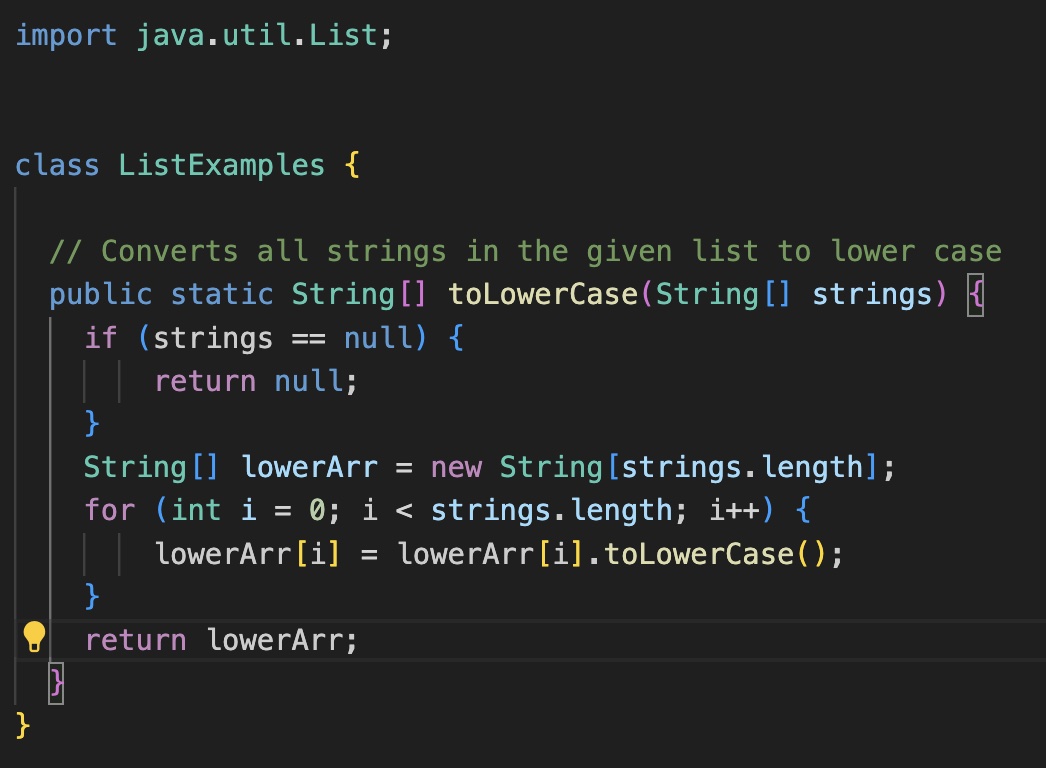 import java.util.List;
class ListExamples {
// Converts all strings in the given list to lower case
public static String[] toLowerCase(String[] strings) {
if (strings == null) {
return null;
}
String[] lowerArr = new String[strings.length];
for (int i = 0; i < strings.length; i++) {
lowerArr[i] = lowerArr[i].toLowerCase();
}
return lowerArr;
}
}